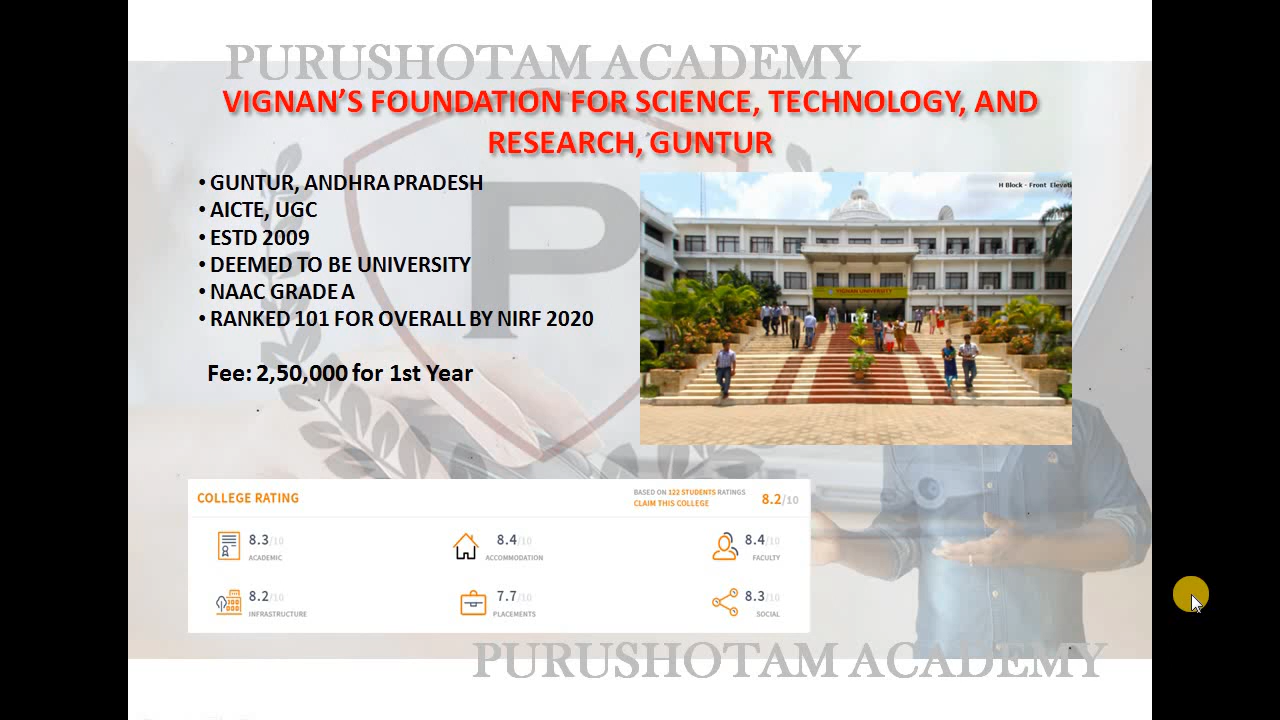 PURUSHOTAM ACADEMY
VIGNAN'S FOUNDATION FOR SCIENCE, TECHNOLOGY, AND
RESEARCH, GUNTUR
• GUNTUR, ANDHRA PRADESH
• AICTE, UGC
• ESTD 2009
• DEEMED TO BE UNIVERSITY
• NAAC GRADE A
• RANKED 101 FOR OVERALL BY NIRF 2020
Fee: 2,50,000 for 1st Year
H Block - Front Elevati
VIGNAN UNIVERSITY
P
COLLEGE RATING
BASED ON 122 STUDENTS RATINGS
CLAIM THIS COLLEGE
8.2/10
8.3/10
ACADEMIC
8.4/10
ACCOMMODATION
8.4/10
FACULTY
8.2/10
INFRASTRUCTURE
7.7/10
PLACEMENTS
8.3/10
SOCIAL
PURUSHOTAM ACADEMY